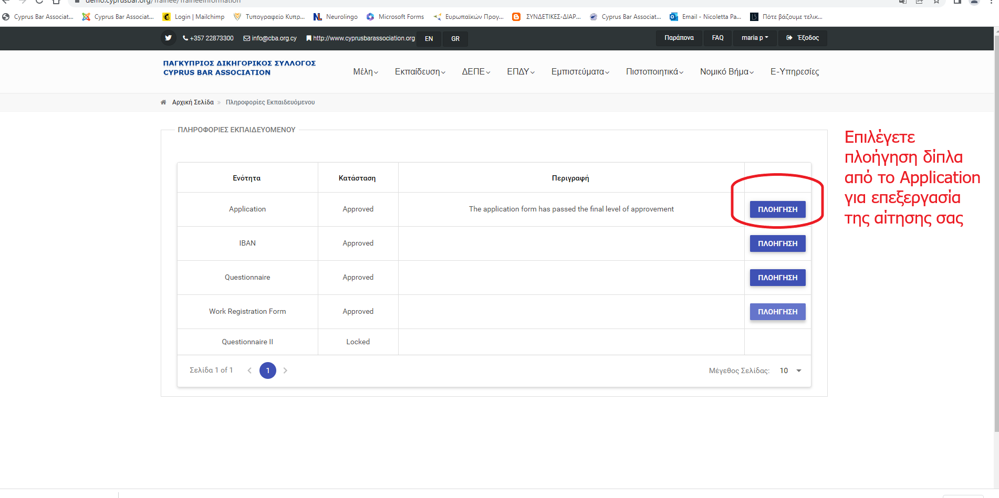 demo.cyprusbar.org/Trainee/TraineeInformation
Cyprus Bar Associat... Cyprus Bar Associat... Login | Mailchimp Τυπογραφείο Κυπρ... Neurolingo Microsoft Forms Ευρωπαϊκών Προγ... ΣΥΝΔΕΤΙΚΕΣ-ΔΙΑΡ... Cyprus Bar Associat... Email - Nicoletta Pa... Πότε βάζουμε τελικ...
+357 22873300 info@cba.org.cy http://www.cyprusbarassociation.org EN GR Παράπονα FAQ maria p Έξοδος
ΠΑΓΚΥΠΡΙΟΣ ΔΙΚΗΓΟΡΙΚΟΣ ΣΥΛΛΟΓΟΣ
CYPRUS BAR ASSOCIATION
Μέλη Εκπαίδευση ΔΕΠΕ ΕΠΔΥ Εμπιστεύματα Πιστοποιητικά Νομικό Βήμα Ε-Υπηρεσίες
Αρχική Σελίδα » Πληροφορίες Εκπαιδευόμενου
ΠΛΗΡΟΦΟΡΙΕΣ ΕΚΠΑΙΔΕΥΟΜΕΝΟΥ
Ενότητα Κατάσταση Περιγραφή
Application Approved The application form has passed the final level of approvement ΠΛΟΗΓΗΣΗ
IBAN Approved ΠΛΟΗΓΗΣΗ
Questionnaire Approved ΠΛΟΗΓΗΣΗ
Work Registration Form Approved ΠΛΟΗΓΗΣΗ
Questionnaire II Locked
Σελίδα 1 of 1 1 Μέγεθος Σελίδας: 10
Επιλέγετε
πλοήγηση δίπλα
από το Application
για επεξεργασία
της αίτησης σας